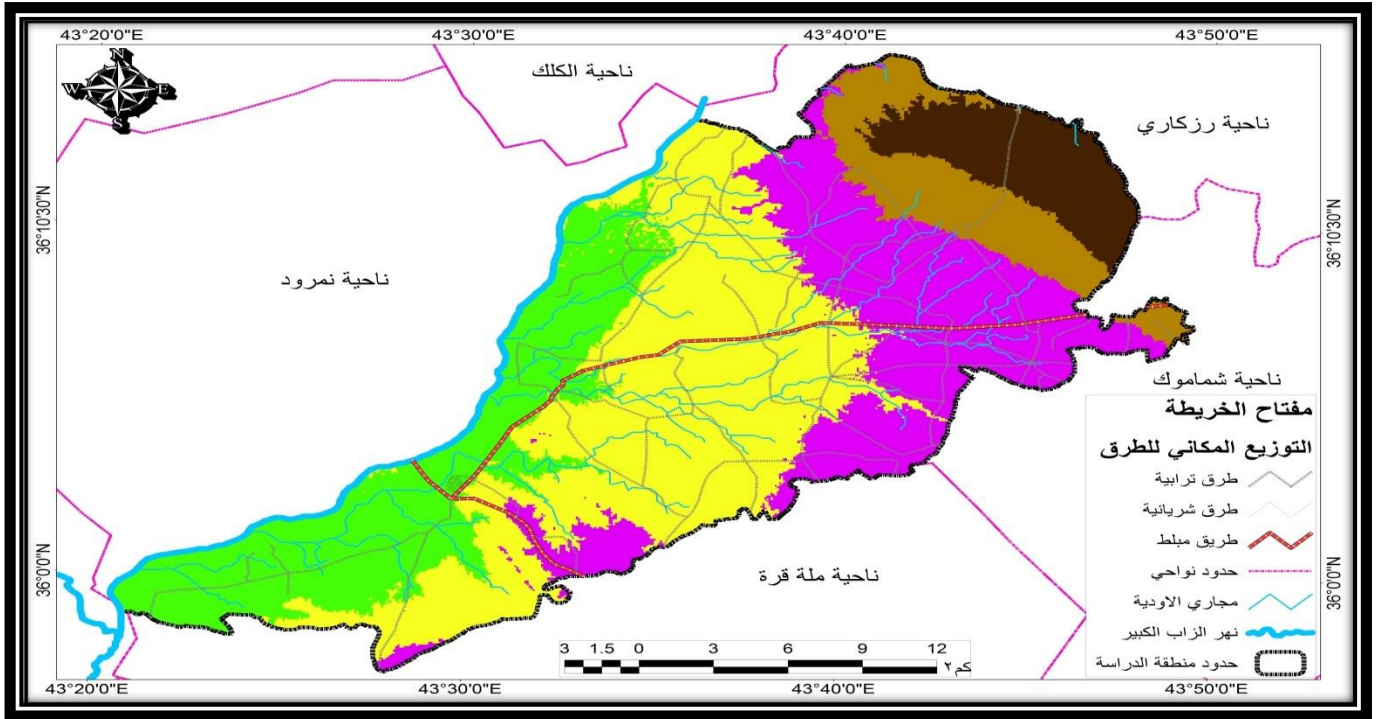 43°20'0"E 43°30'0"E 43°40'0"E 43°50'0"E
N
W E
S
ناحية الكلك
ناحية رزكاري
36°10'30"N 36°10'30"N
ناحية نمرود
ناحية شماموك
مفتاح الخريطة
التوزيع المكاني للطرق
طرق ترابية
طرق شريانية
طريق مبلط
حدود نواحي
مجاري الاودية
نهر الزاب الكبير
حدود منطقة الدراسة
36°0'0"N 36°0'0"N
ناحية ملة قرة
3 1.5 0 3 6 9 12
كم٢
43°20'0"E 43°30'0"E 43°40'0"E 43°50'0"E